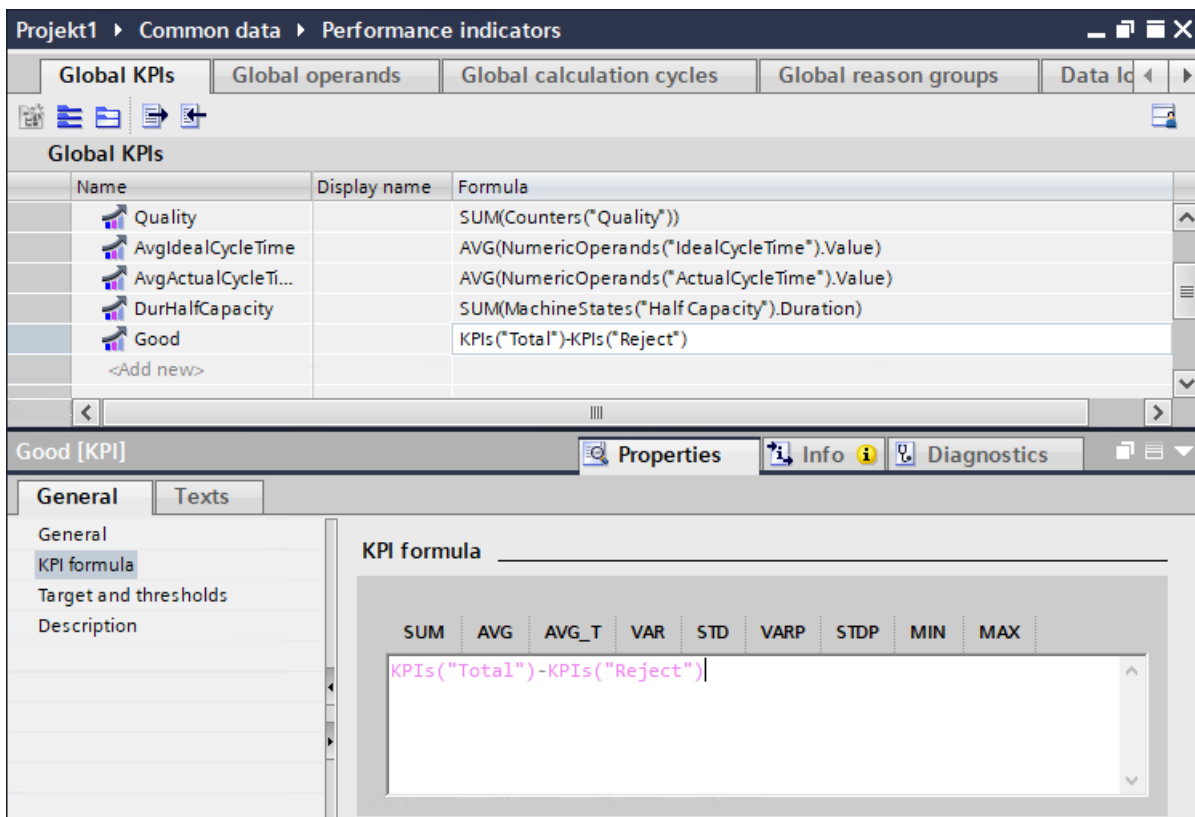 Projekt1 ▸ Common data ▸ Performance indicators
Global KPIs Global operands Global calculation cycles Global reason groups Data
Global KPIs
Name Display name Formula
Quality SUM(Counters("Quality"))
AvgIdealCycleTime AVG(NumericOperands("IdealCycleTime").Value)
AvgActualCycleTi... AVG(NumericOperands("ActualCycleTime").Value)
DurHalfCapacity SUM(MachineStates("Half Capacity").Duration)
Good KPIs("Total")-KPIs("Reject")
<Add new>
Good [KPI] Properties Info Diagnostics
General Texts
General
KPI formula
Target and thresholds
Description
KPI formula
SUM AVG AVG_T VAR STD VARP STDP MIN MAX
KPIs("Total")-KPIs("Reject")